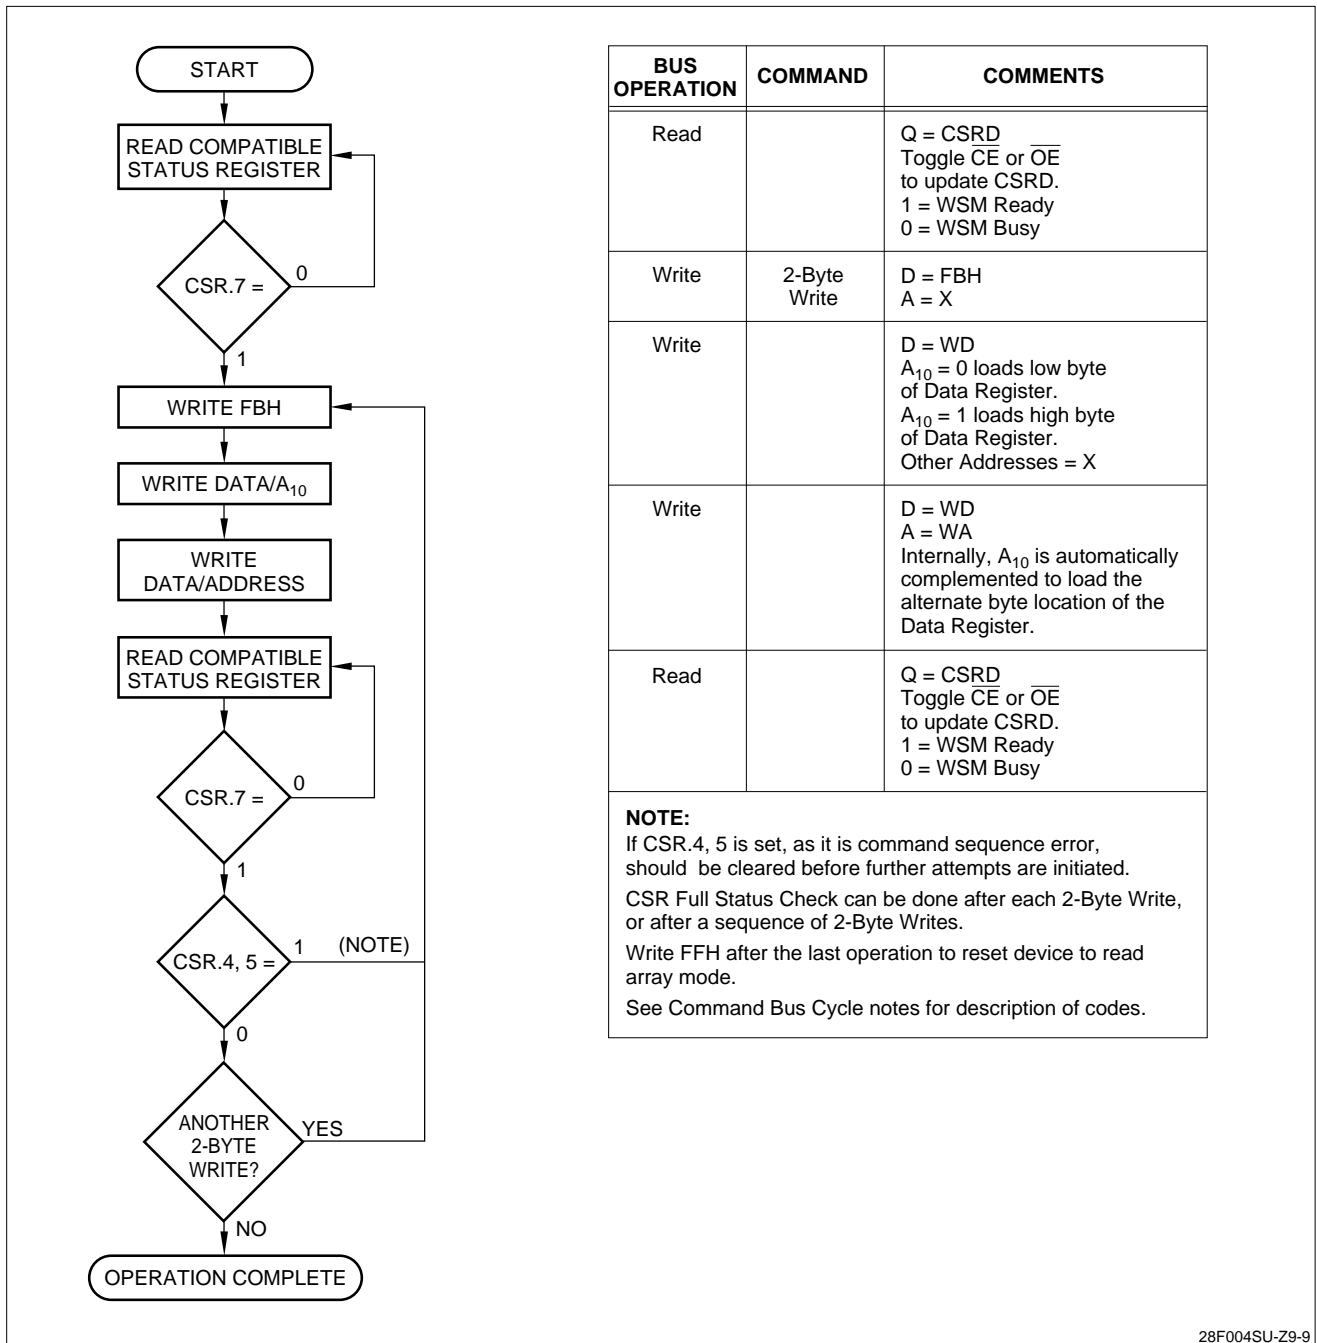 START
READ COMPATIBLE
STATUS REGISTER
CSR.7 =
0
1
WRITE FBH
WRITE DATA/A10
WRITE
DATA/ADDRESS
READ COMPATIBLE
STATUS REGISTER
CSR.7 =
0
1
CSR.4, 5 =
1
(NOTE)
0
ANOTHER
2-BYTE
WRITE?
YES
NO
OPERATION COMPLETE
BUS
OPERATION
COMMAND
COMMENTS
Read
Q = CSRD
Toggle C̅E̅ or O̅E̅
to update CSRD.
1 = WSM Ready
0 = WSM Busy
Write
2-Byte
Write
D = FBH
A = X
Write
D = WD
A10 = 0 loads low byte
of Data Register.
A10 = 1 loads high byte
of Data Register.
Other Addresses = X
Write
D = WD
A = WA
Internally, A10 is automatically
complemented to load the
alternate byte location of the
Data Register.
Read
Q = CSRD
Toggle C̅E̅ or O̅E̅
to update CSRD.
1 = WSM Ready
0 = WSM Busy
NOTE:
If CSR.4, 5 is set, as it is command sequence error,
should be cleared before further attempts are initiated.
CSR Full Status Check can be done after each 2-Byte Write,
or after a sequence of 2-Byte Writes.
Write FFH after the last operation to reset device to read
array mode.
See Command Bus Cycle notes for description of codes.
28F004SU-Z9-9